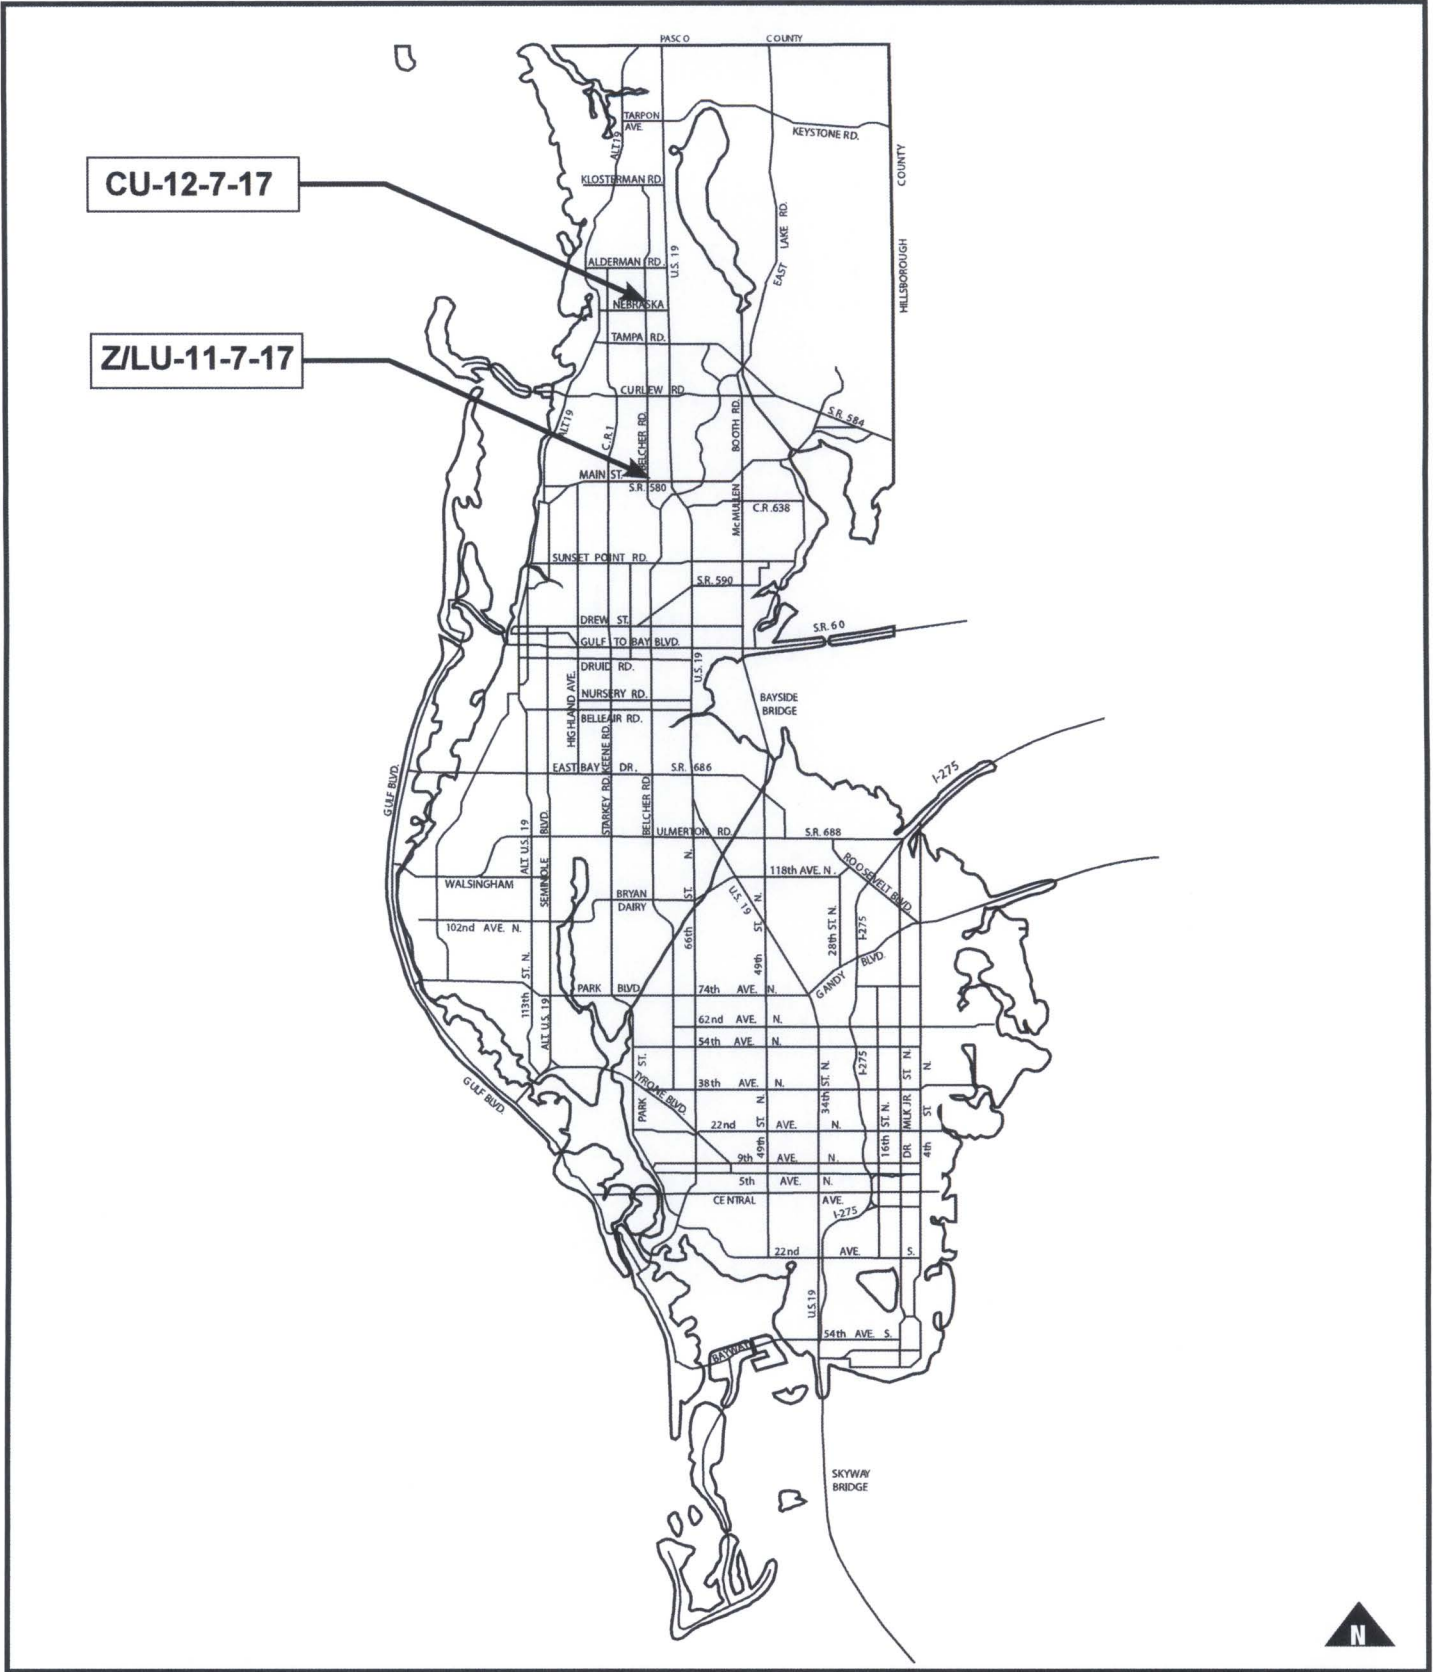 PASCO COUNTY
TARPON
AVE.
KEYSTONE RD.
ALT 19
COUNTY
CU-12-7-17
KLOSTERMAN RD.
EAST LAKE RD.
U.S. 19
HILLSBOROUGH
ALDERMAN RD.
NEBRASKA
Z/LU-11-7-17
TAMPA RD.
CURLEW RD
ALT 19
C.R.1
BELCHER RD.
BOOTH RD.
S.R. 584
MAIN ST.
S.R. 580
McMULLEN
C.R.638
SUNSET POINT RD.
S.R. 590
DREW ST.
S.R. 60
GULF TO BAY BLVD.
DRUID RD.
U.S. 19
HIGHLAND AVE.
NURSERY RD.
BAYSIDE
BRIDGE
BELLEAIR RD.
KEENE RD.
GULF BLVD.
EAST BAY DR.
S.R. 686
I-275
STARKEY RD.
BELCHER RD
ALT U.S. 19
SEMINOLE BLVD.
ULMERTON RD.
S.R. 688
WALSINGHAM
118th AVE. N.
ROOSEVELT BLVD.
BRYAN
DAIRY
U.S. 19
102nd AVE. N.
66th ST. N.
49th ST. N.
28th ST. N.
I-275
GANDY BLVD.
113th ST. N.
ALT U.S. 19
PARK BLVD.
74th AVE. N.
62nd AVE. N.
54th AVE. N.
GULF BLVD.
PARK ST.
TYRONE BLVD.
38th AVE. N.
34th ST. N.
I-275
22nd AVE. N.
49th ST N.
16th ST. N.
DR MLK JR. ST N.
4th ST N.
9th AVE. N.
5th AVE. N.
CENTRAL AVE.
I-275
22nd AVE. S.
U.S.19
54th AVE. S.
BAYWAY
SKYWAY
BRIDGE
N